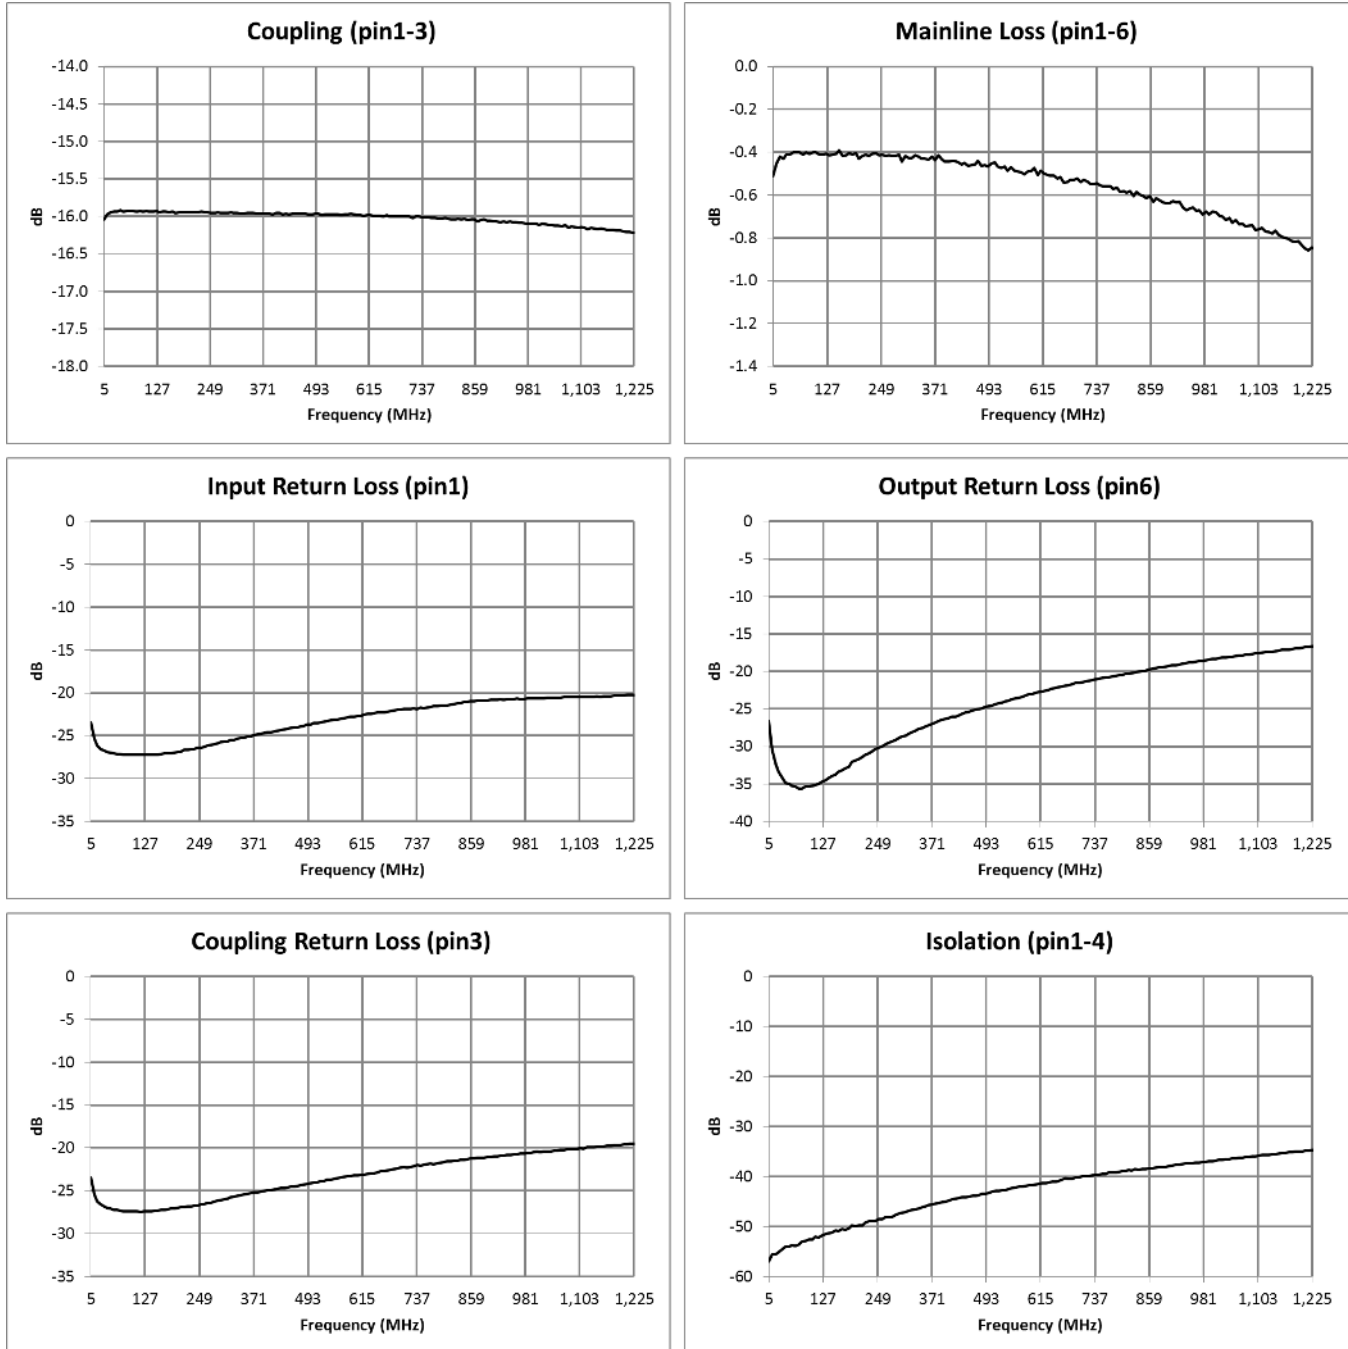 Coupling (pin1-3)
-14.0
-14.5
-15.0
-15.5
-16.0
-16.5
-17.0
-17.5
-18.0
dB
5 127 249 371 493 615 737 859 981 1,103 1,225
Frequency (MHz)
Mainline Loss (pin1-6)
0.0
-0.2
-0.4
-0.6
-0.8
-1.0
-1.2
-1.4
dB
5 127 249 371 493 615 737 859 981 1,103 1,225
Frequency (MHz)
Input Return Loss (pin1)
0
-5
-10
-15
-20
-25
-30
-35
dB
5 127 249 371 493 615 737 859 981 1,103 1,225
Frequency (MHz)
Output Return Loss (pin6)
0
-5
-10
-15
-20
-25
-30
-35
-40
dB
5 127 249 371 493 615 737 859 981 1,103 1,225
Frequency (MHz)
Coupling Return Loss (pin3)
0
-5
-10
-15
-20
-25
-30
-35
dB
5 127 249 371 493 615 737 859 981 1,103 1,225
Frequency (MHz)
Isolation (pin1-4)
0
-10
-20
-30
-40
-50
-60
dB
5 127 249 371 493 615 737 859 981 1,103 1,225
Frequency (MHz)